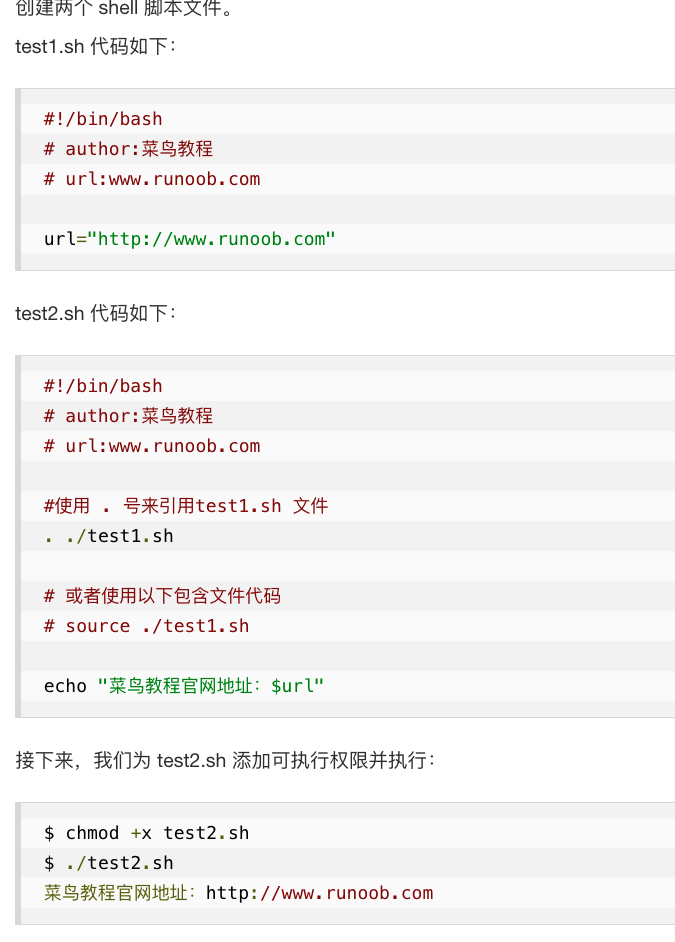 创建两个 shell 脚本文件。
test1.sh 代码如下：
#!/bin/bash
# author:菜鸟教程
# url:www.runoob.com
url="http://www.runoob.com"
test2.sh 代码如下：
#!/bin/bash
# author:菜鸟教程
# url:www.runoob.com
#使用 . 号来引用test1.sh 文件
. ./test1.sh
# 或者使用以下包含文件代码
# source ./test1.sh
echo "菜鸟教程官网地址：$url"
接下来，我们为 test2.sh 添加可执行权限并执行：
$ chmod +x test2.sh
$ ./test2.sh
菜鸟教程官网地址：http://www.runoob.com